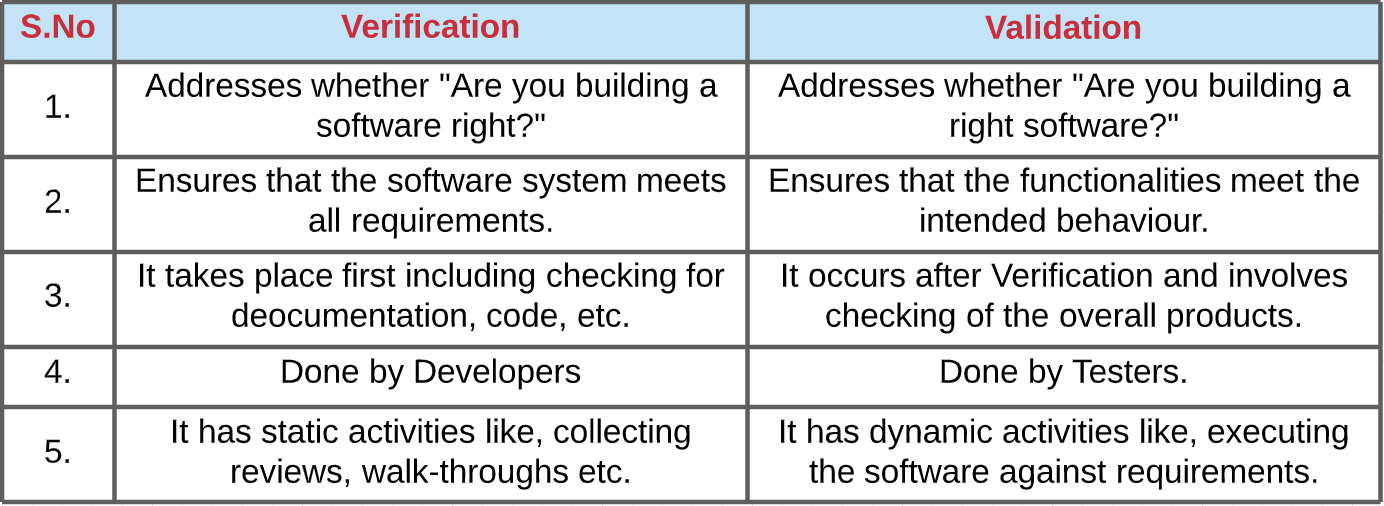 S.No Verification Validation
1. Addresses whether "Are you building a
software right?" Addresses whether "Are you building a
right software?"
2. Ensures that the software system meets
all requirements. Ensures that the functionalities meet the
intended behaviour.
3. It takes place first including checking for
deocumentation, code, etc. It occurs after Verification and involves
checking of the overall products.
4. Done by Developers Done by Testers.
5. It has static activities like, collecting
reviews, walk-throughs etc. It has dynamic activities like, executing
the software against requirements.